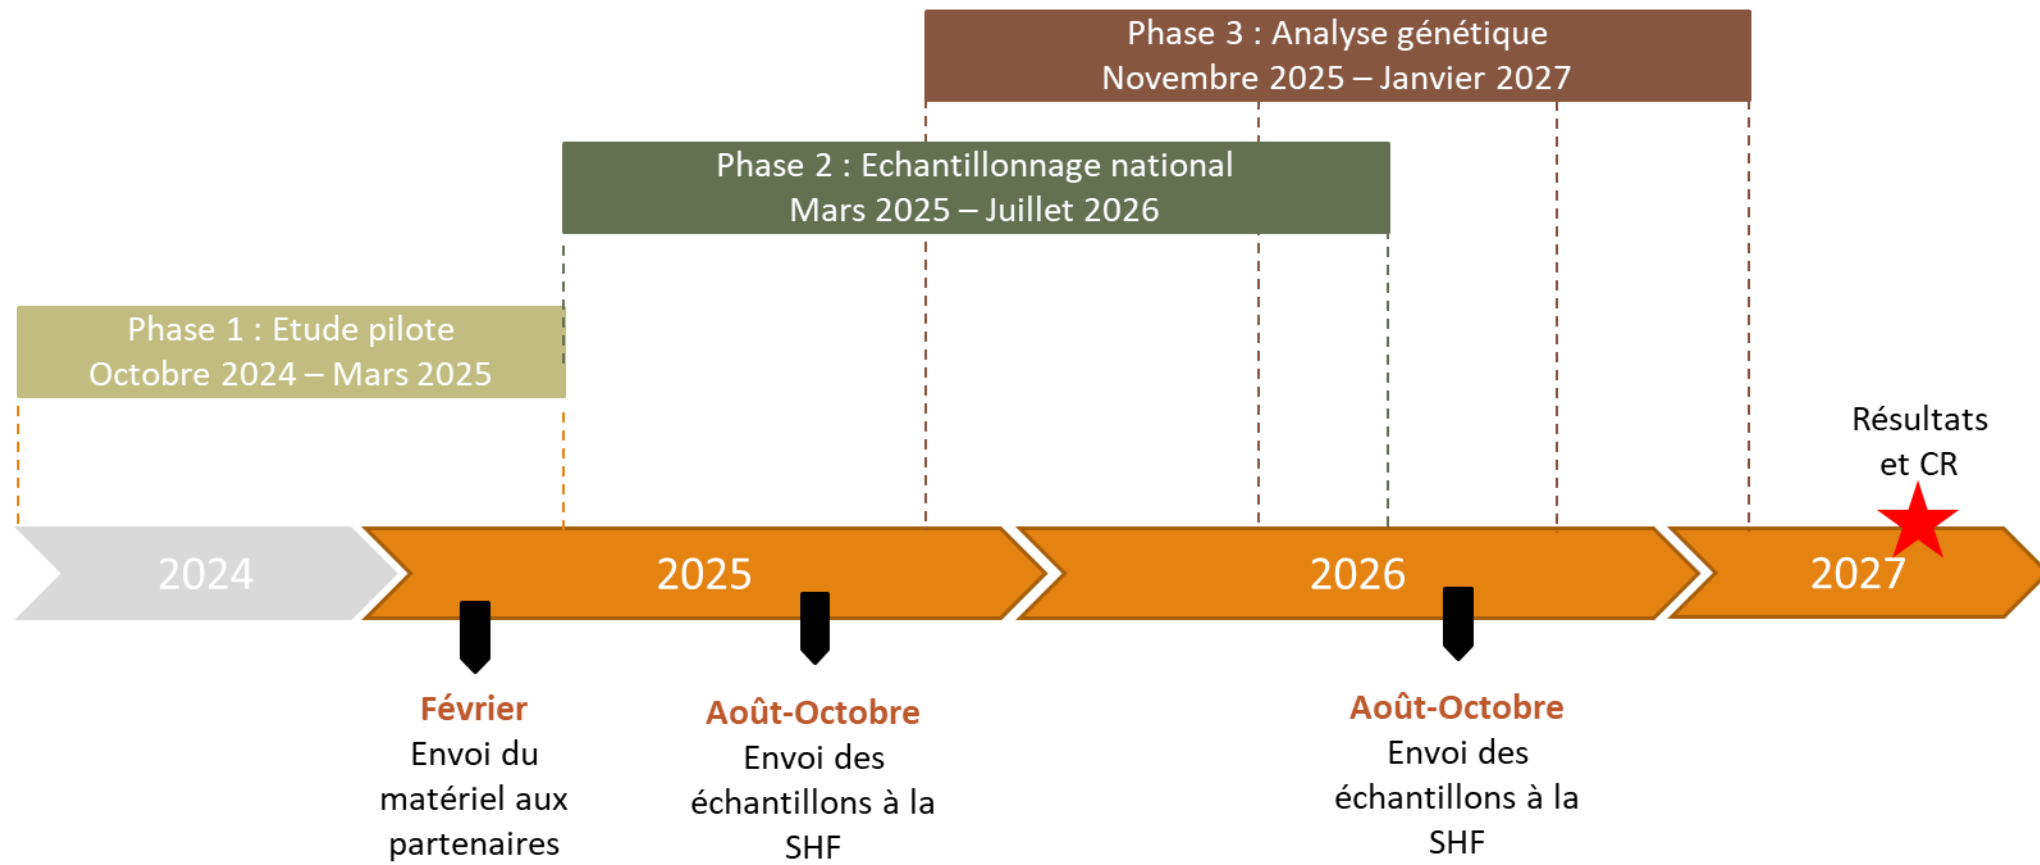 Phase 3 : Analyse génétique
Novembre 2025 – Janvier 2027
Phase 2 : Echantillonnage national
Mars 2025 – Juillet 2026
Phase 1 : Etude pilote
Octobre 2024 – Mars 2025
Résultats
et CR
2024
2025
2026
2027
Février
Envoi du
matériel aux
partenaires
Août-Octobre
Envoi des
échantillons à la
SHF
Août-Octobre
Envoi des
échantillons à la
SHF